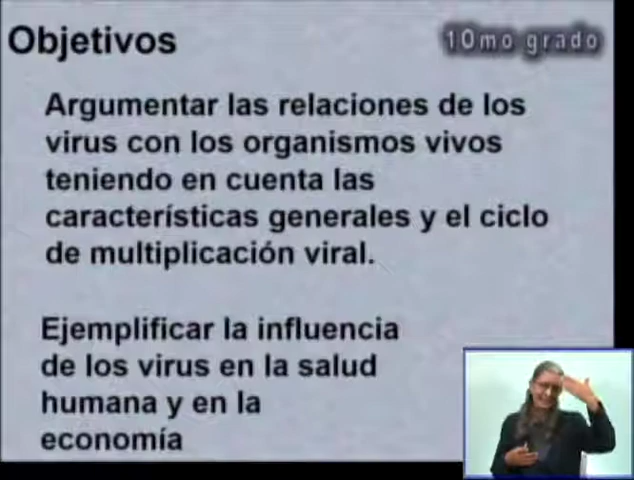 Objetivos
10mo grado
Argumentar las relaciones de los
virus con los organismos vivos
teniendo en cuenta las
características generales y el ciclo
de multiplicación viral.
Ejemplificar la influencia
de los virus en la salud
humana y en la
economía